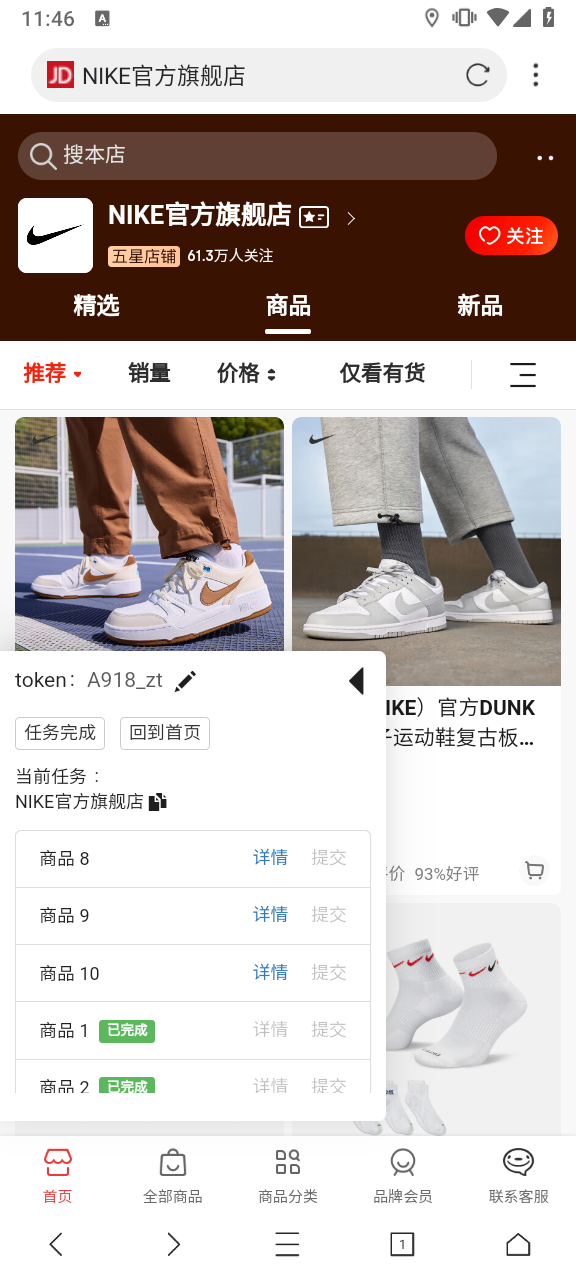 11:46
A
JD NIKE官方旗舰店
搜本店
NIKE官方旗舰店
五星店铺 61.3万人关注
关注
精选 商品 新品
推荐 销量 价格 仅看有货
token: A918_zt
任务完成 回到首页
当前任务：
NIKE官方旗舰店
商品 8 详情 提交
商品 9 详情 提交
商品 10 详情 提交
商品 1 已完成 详情 提交
商品 2 已完成 详情 提交
IKE）官方DUNK
运动鞋复古板…
价 93%好评
首页 全部商品 商品分类 品牌会员 联系客服
1